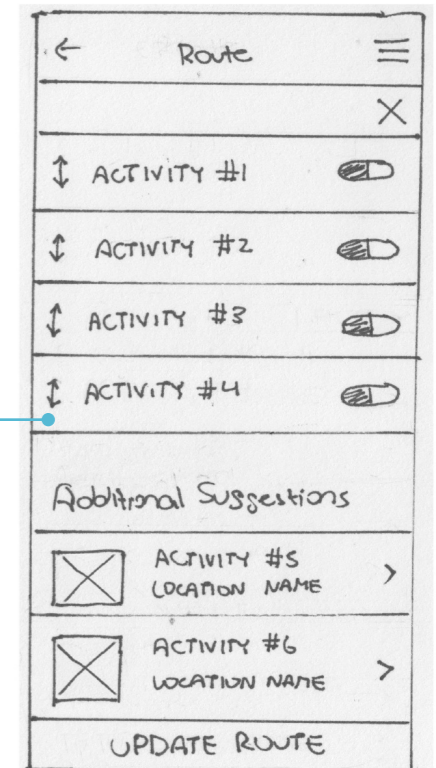 Route
ACTIVITY #1
ACTIVITY #2
ACTIVITY #3
ACTIVITY #4
Additional Suggestions
ACTIVITY #5
LOCATION NAME
ACTIVITY #6
LOCATION NAME
UPDATE ROUTE